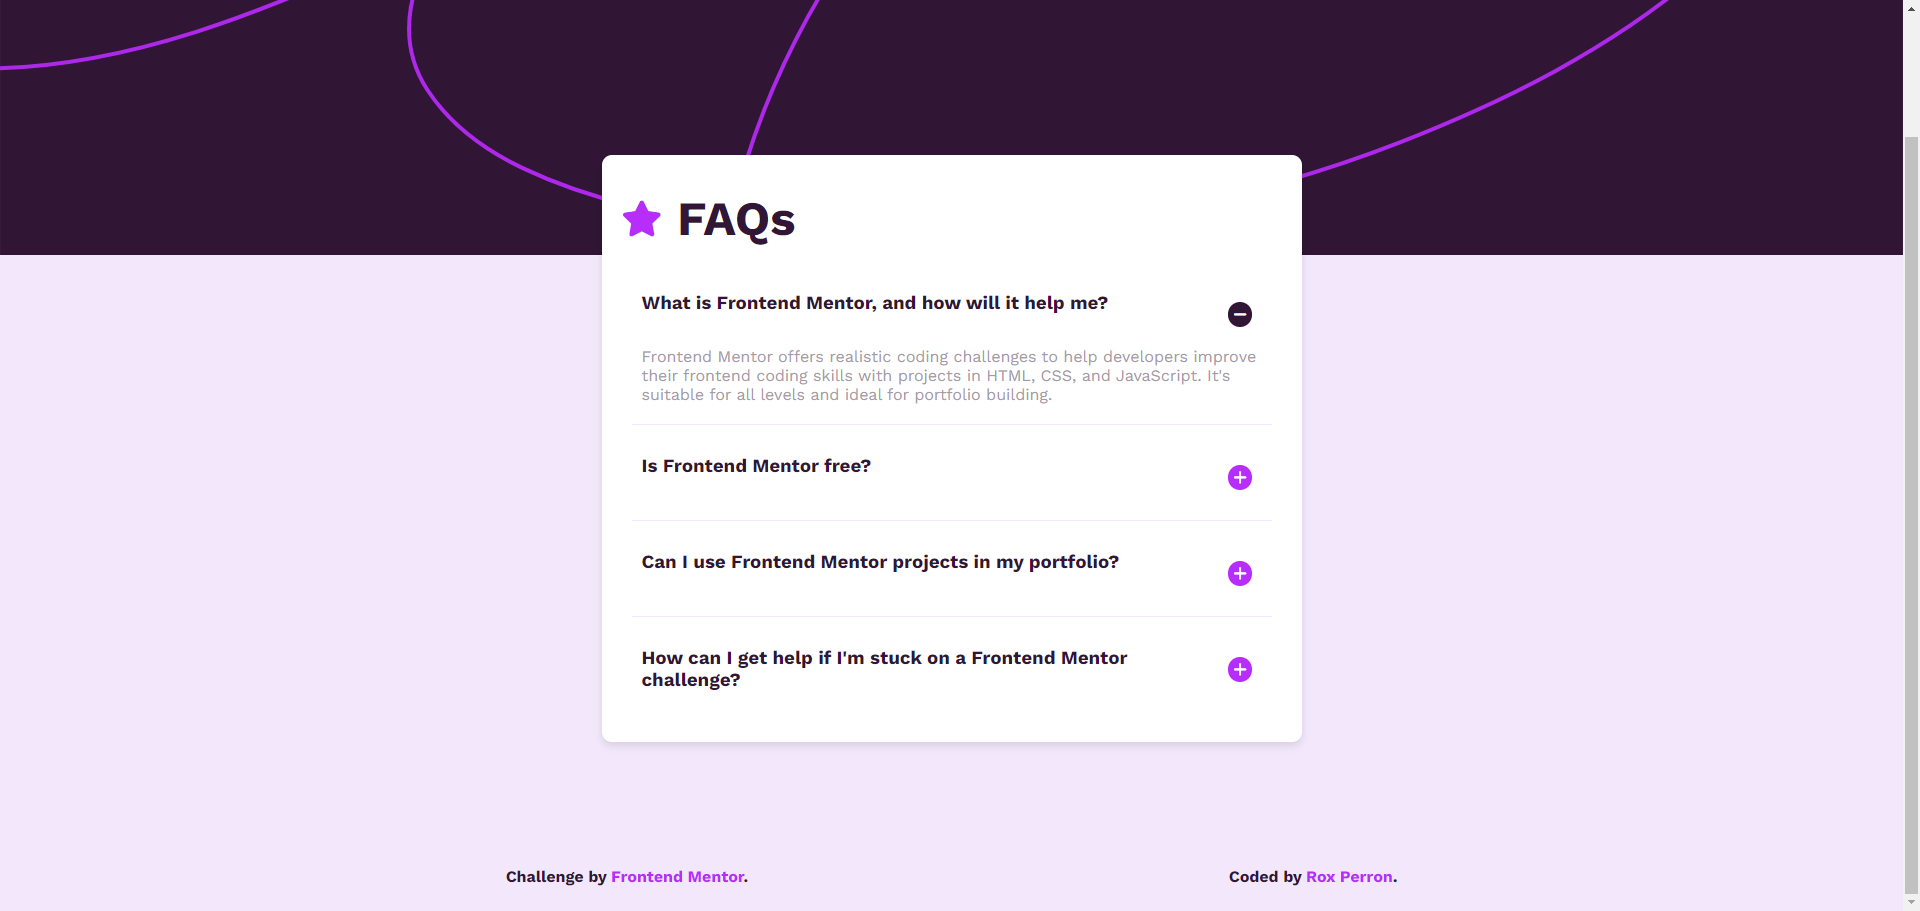 FAQs
What is Frontend Mentor, and how will it help me?
Frontend Mentor offers realistic coding challenges to help developers improve
their frontend coding skills with projects in HTML, CSS, and JavaScript. It's
suitable for all levels and ideal for portfolio building.
Is Frontend Mentor free?
Can I use Frontend Mentor projects in my portfolio?
How can I get help if I'm stuck on a Frontend Mentor
challenge?
Challenge by Frontend Mentor.
Coded by Rox Perron.